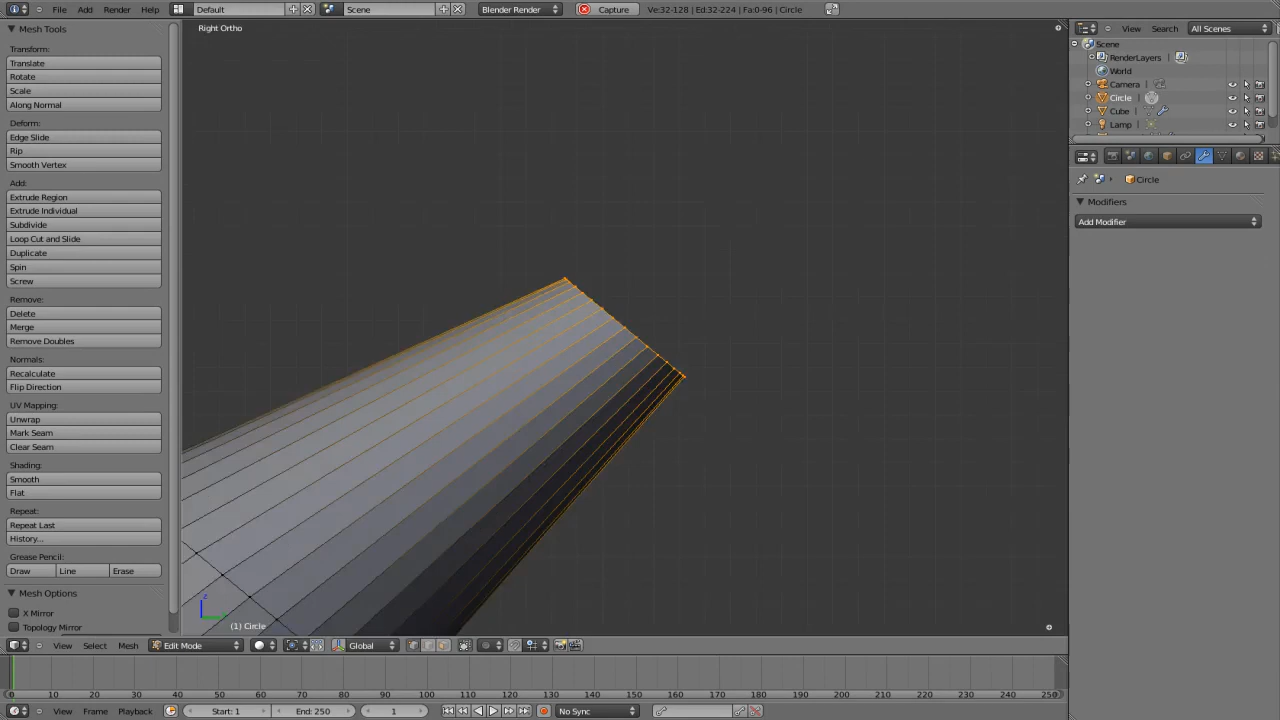 File Add Render Help Default Scene Blender Render Capture Ve:32-128 | Ed:32-224 | Fa:0-96 | Circle
Mesh Tools
Right Ortho
View Search All Scenes
Transform:
Translate
Rotate
Scale
Along Normal
Deform:
Edge Slide
Rip
Smooth Vertex
Add:
Extrude Region
Extrude Individual
Subdivide
Loop Cut and Slide
Duplicate
Spin
Screw
Remove:
Delete
Merge
Remove Doubles
Normals:
Recalculate
Flip Direction
UV Mapping:
Unwrap
Mark Seam
Clear Seam
Shading:
Smooth
Flat
Repeat:
Repeat Last
History...
Grease Pencil:
Draw Line Erase
Mesh Options
X Mirror
Topology Mirror
Scene
RenderLayers
World
Camera
Circle
Cube
Lamp
Circle
Modifiers
Add Modifier
z
(1) Circle
View Select Mesh Edit Mode Global
0 10 20 30 40 50 60 70 80 90 100 110 120 130 140 150 160 170 180 190 200 210 220 230 240 250
View Frame Playback Start: 1 End: 250 1 No Sync